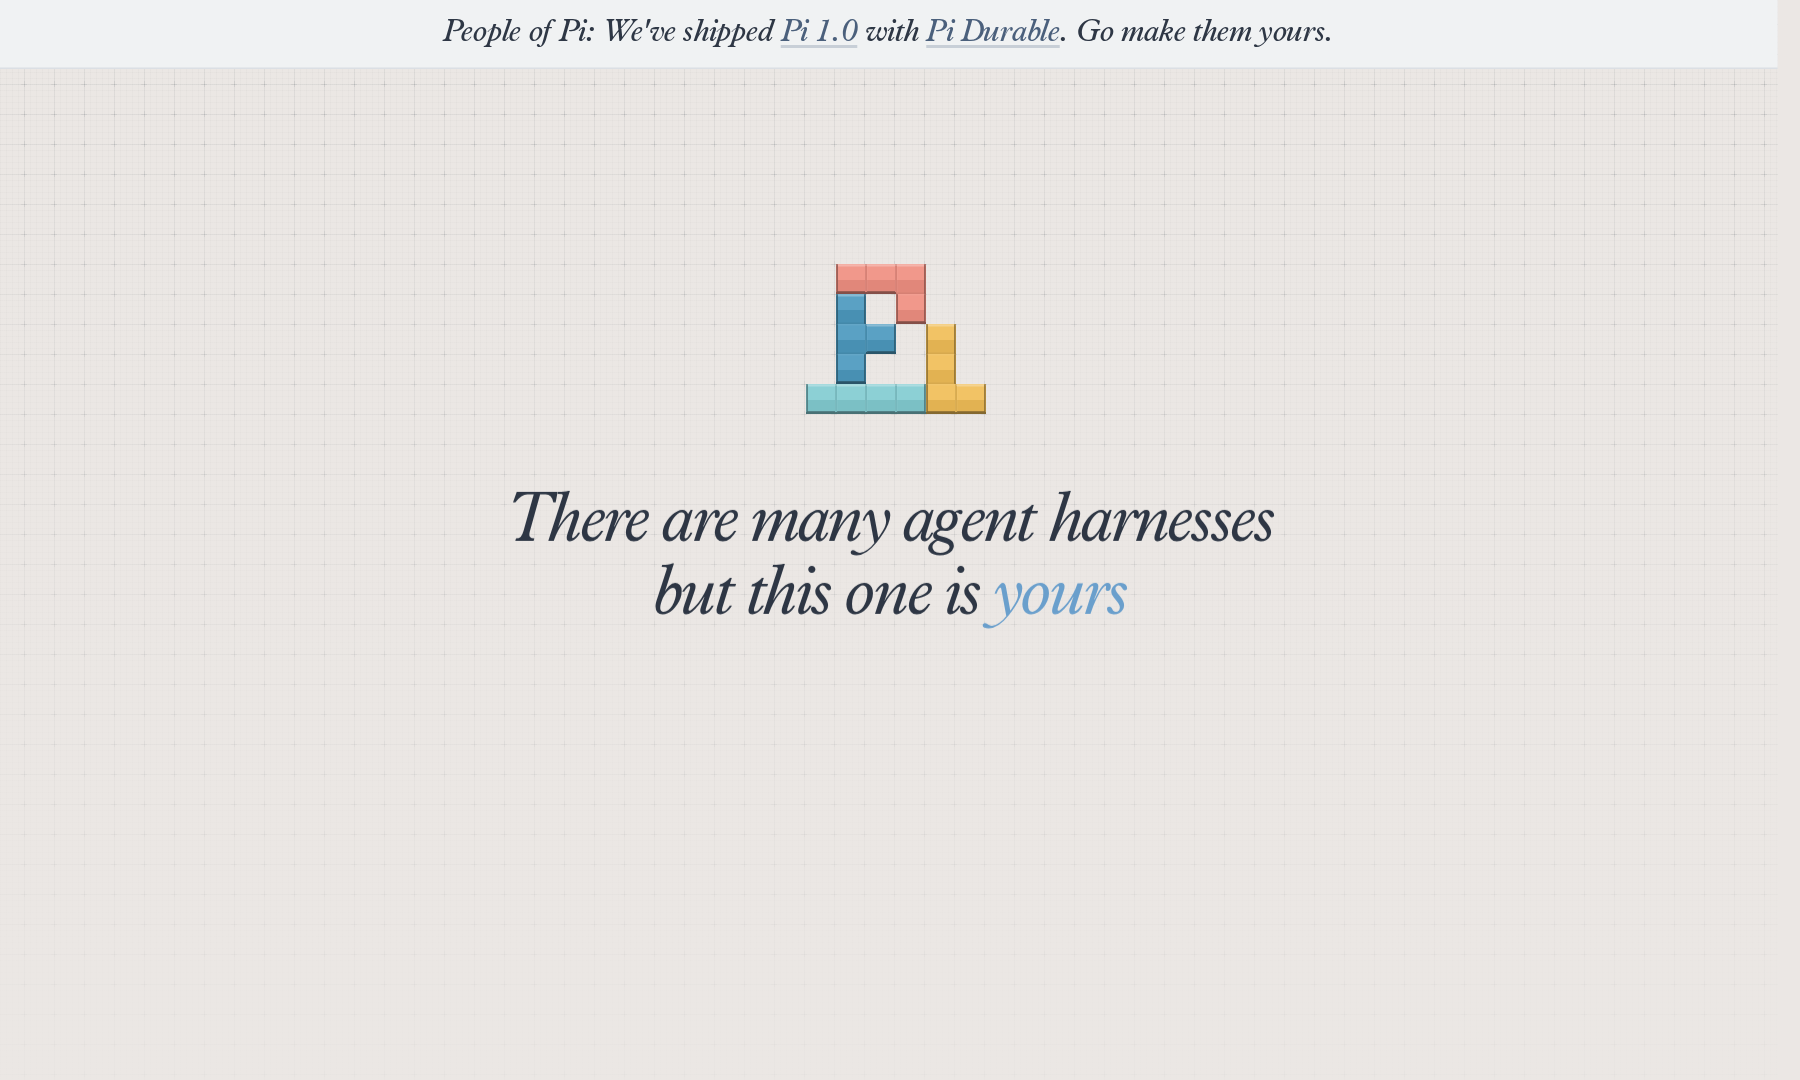 People of Pi: We've shipped Pi 1.0 with Pi Durable. Go make them yours.
There are many agent harnesses
but this one is yours